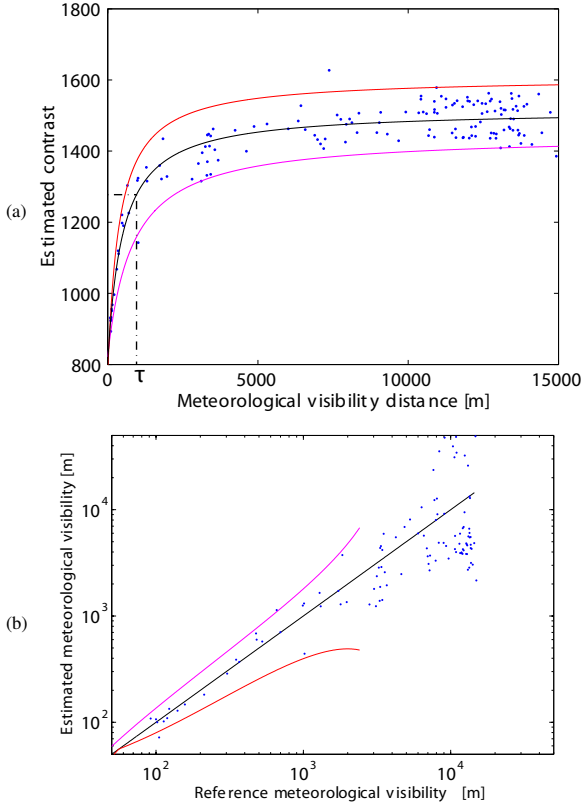 (a)
Estimated contrast
1800
1600
1400
1200
1000
800
0 τ 5000 10000 15000
Meteorological visibility distance [m]
(b)
Estimated meteorological visibility [m]
10^4
10^3
10^2
10^2 10^3 10^4
Reference meteorological visibility [m]